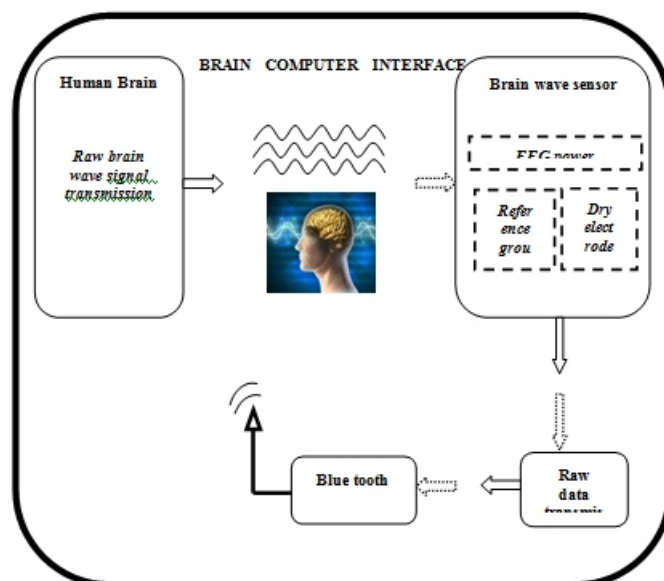 BRAIN COMPUTER INTERFACE
Human Brain
Raw brain
wave signal
transmission
Brain wave sensor
EEG power
Refer
ence
grou
Dry
elect
rode
Blue tooth
Raw
data
transmis